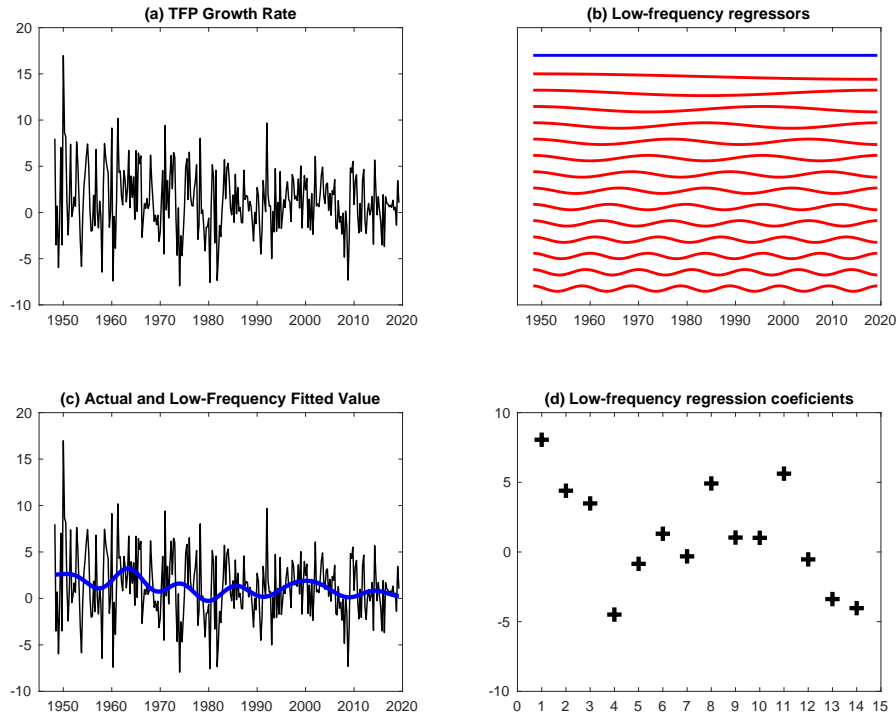 (a) TFP Growth Rate
20
15
10
5
0
-5
-10
1950 1960 1970 1980 1990 2000 2010 2020
(b) Low-frequency regressors
1950 1960 1970 1980 1990 2000 2010 2020
(c) Actual and Low-Frequency Fitted Value
20
15
10
5
0
-5
-10
1950 1960 1970 1980 1990 2000 2010 2020
(d) Low-frequency regression coeficients
10
5
0
-5
-10
0 1 2 3 4 5 6 7 8 9 10 11 12 13 14 15